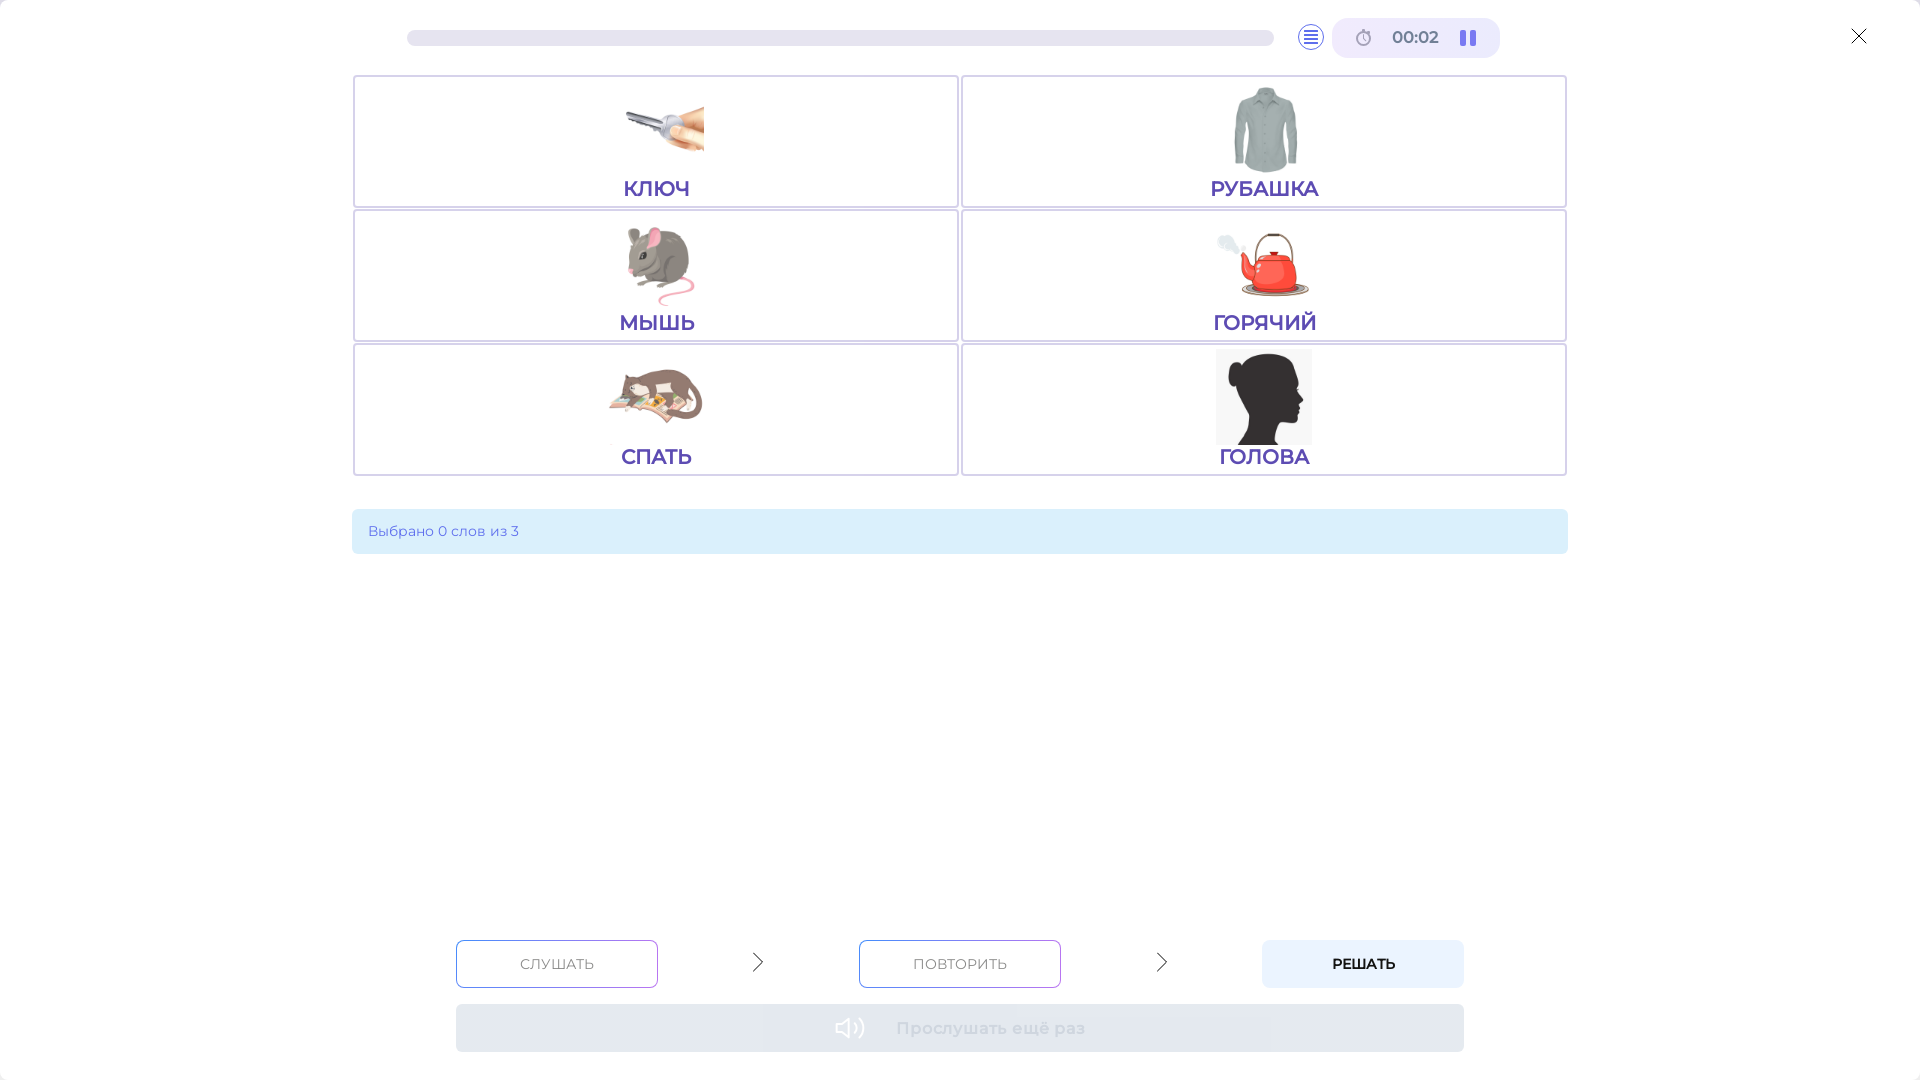 00:02
КЛЮЧ
РУБАШКА
МЫШЬ
ГОРЯЧИЙ
СПАТЬ
ГОЛОВА
Выбрано 0 слов из 3
СЛУШАТЬ
ПОВТОРИТЬ
РЕШАТЬ
Прослушать ещё раз